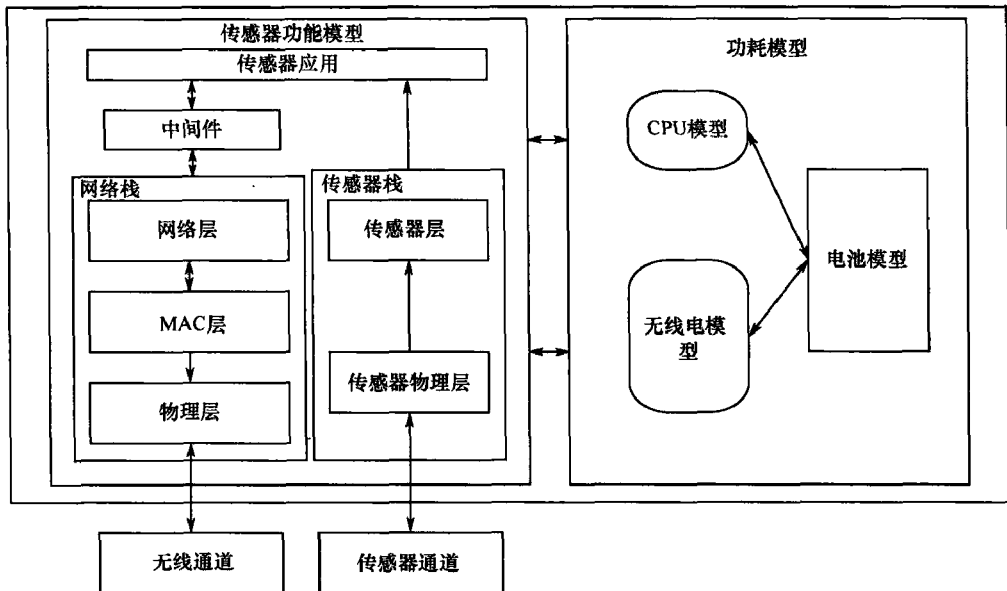 传感器功能模型
传感器应用
中间件
网络栈
网络层
MAC层
物理层
传感器栈
传感器层
传感器物理层
功耗模型
CPU模型
无线电模
型
电池模型
无线通道
传感器通道